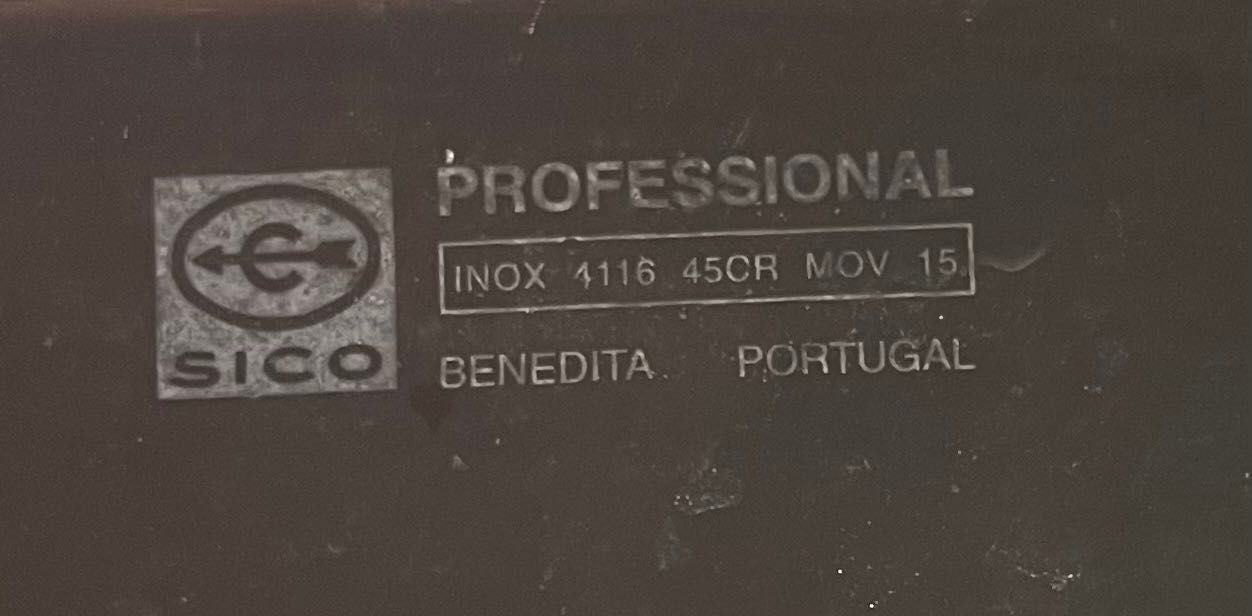 PROFESSIONAL
INOX 4116 45CR MOV 15
SICO
BENEDITA PORTUGAL